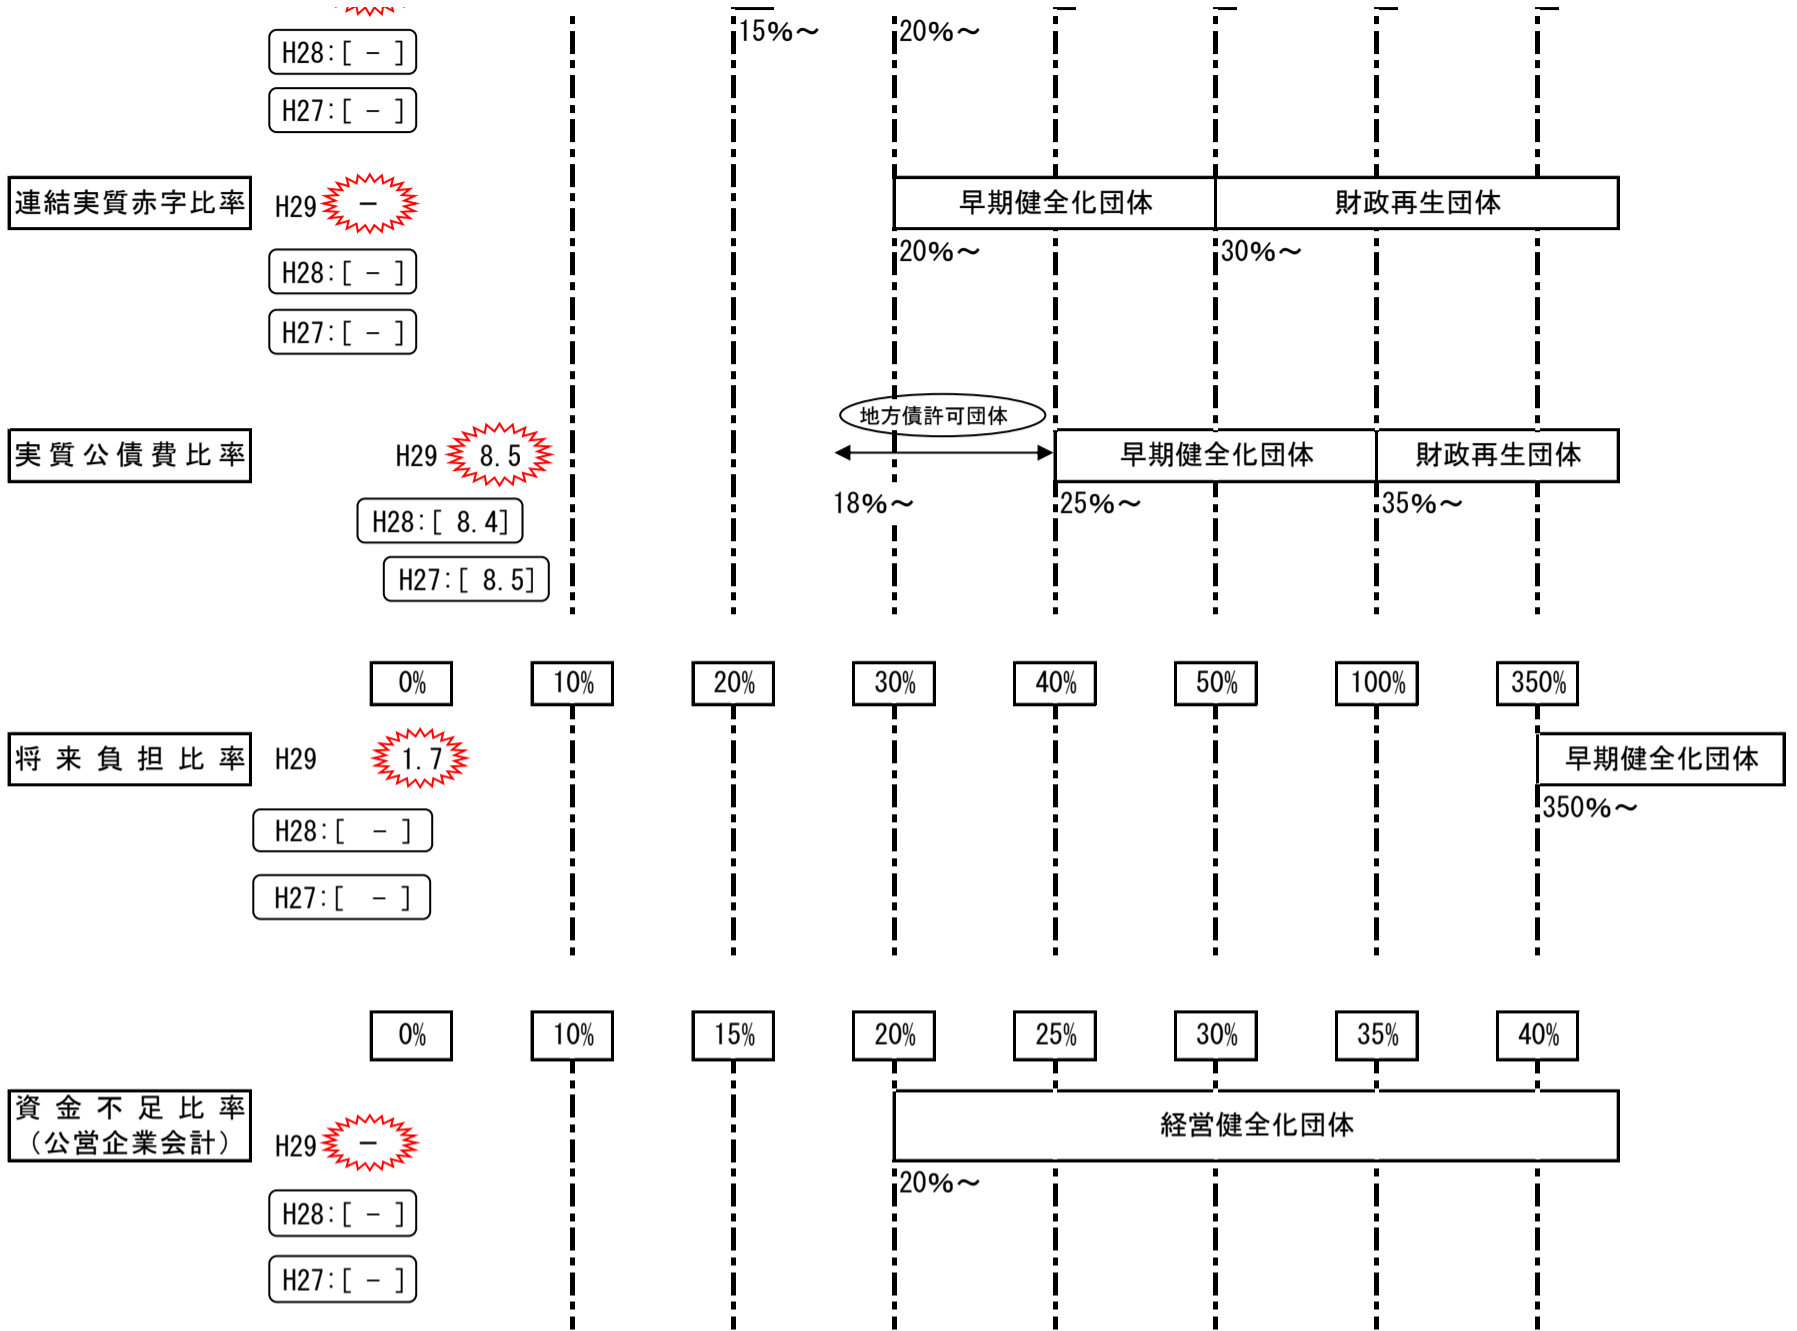 15%～ 20%～
H28:[ － ]
H27:[ － ]
連結実質赤字比率 H29 － 早期健全化団体 財政再生団体
20%～ 30%～
H28:[ － ]
H27:[ － ]
地方債許可団体
実質公債費比率 H29 8.5 早期健全化団体 財政再生団体
18%～ 25%～ 35%～
H28:[ 8.4]
H27:[ 8.5]
0% 10% 20% 30% 40% 50% 100% 350%
将来負担比率 H29 1.7 早期健全化団体
350%～
H28:[ － ]
H27:[ － ]
0% 10% 15% 20% 25% 30% 35% 40%
資金不足比率
（公営企業会計） H29 － 経営健全化団体
20%～
H28:[ － ]
H27:[ － ]